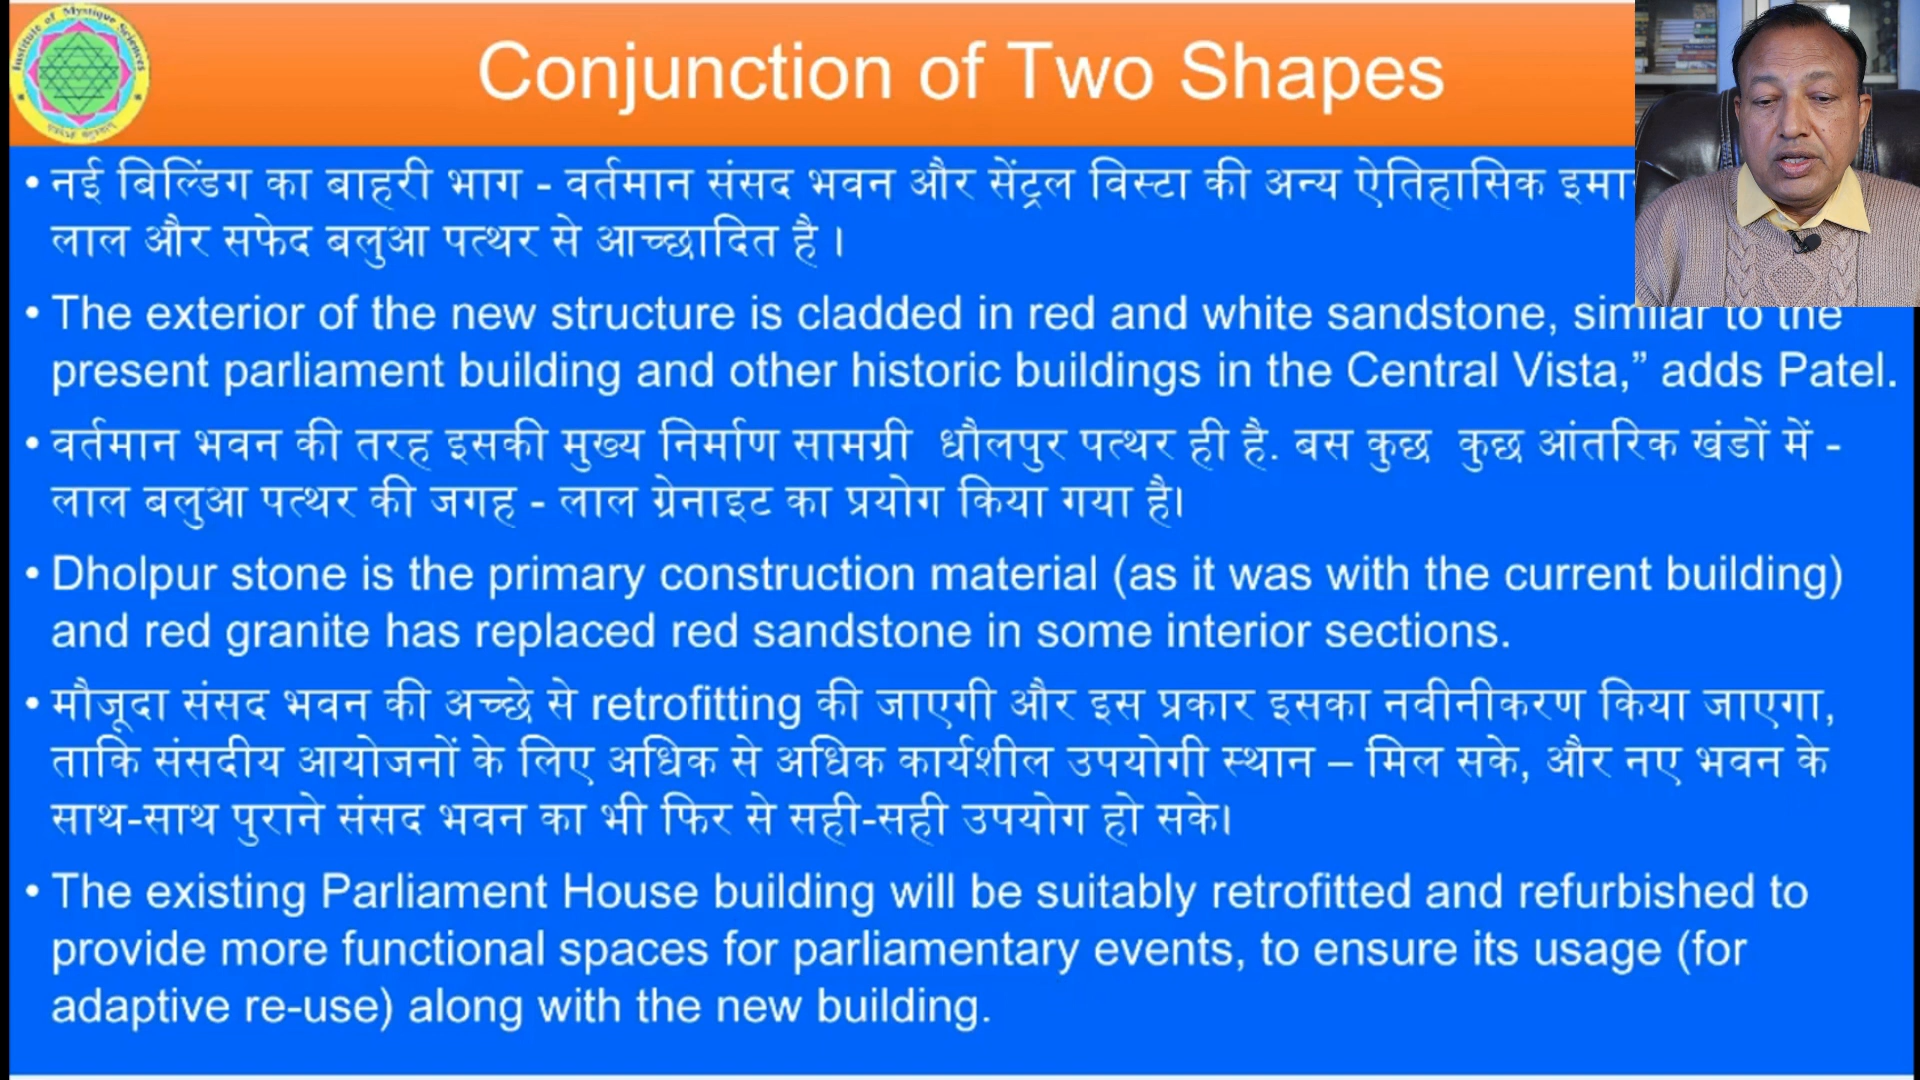 Institute of Mystique Sciences
Conjunction of Two Shapes
• नई बिल्डिंग का बाहरी भाग - वर्तमान संसद भवन और सेंट्रल विस्टा की अन्य ऐतिहासिक
लाल और सफेद बलुआ पत्थर से आच्छादित है ।
• The exterior of the new structure is cladded in red and white sandstone, similar to the
present parliament building and other historic buildings in the Central Vista,” adds Patel.
• वर्तमान भवन की तरह इसकी मुख्य निर्माण सामग्री धौलपुर पत्थर ही है. बस कुछ कुछ आंतरिक खंडों में -
लाल बलुआ पत्थर की जगह - लाल ग्रेनाइट का प्रयोग किया गया है।
• Dholpur stone is the primary construction material (as it was with the current building)
and red granite has replaced red sandstone in some interior sections.
• मौजूदा संसद भवन की अच्छे से retrofitting की जाएगी और इस प्रकार इसका नवीनीकरण किया जाएगा,
ताकि संसदीय आयोजनों के लिए अधिक से अधिक कार्यशील उपयोगी स्थान – मिल सके, और नए भवन के
साथ-साथ पुराने संसद भवन का भी फिर से सही-सही उपयोग हो सके।
• The existing Parliament House building will be suitably retrofitted and refurbished to
provide more functional spaces for parliamentary events, to ensure its usage (for
adaptive re-use) along with the new building.